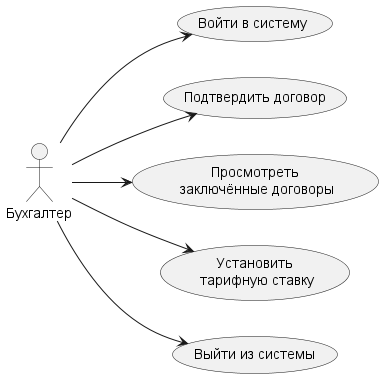 Войти в систему
Подтвердить договор
Просмотреть
заключённые договоры
Бухгалтер
Установить
тарифную ставку
Выйти из системы